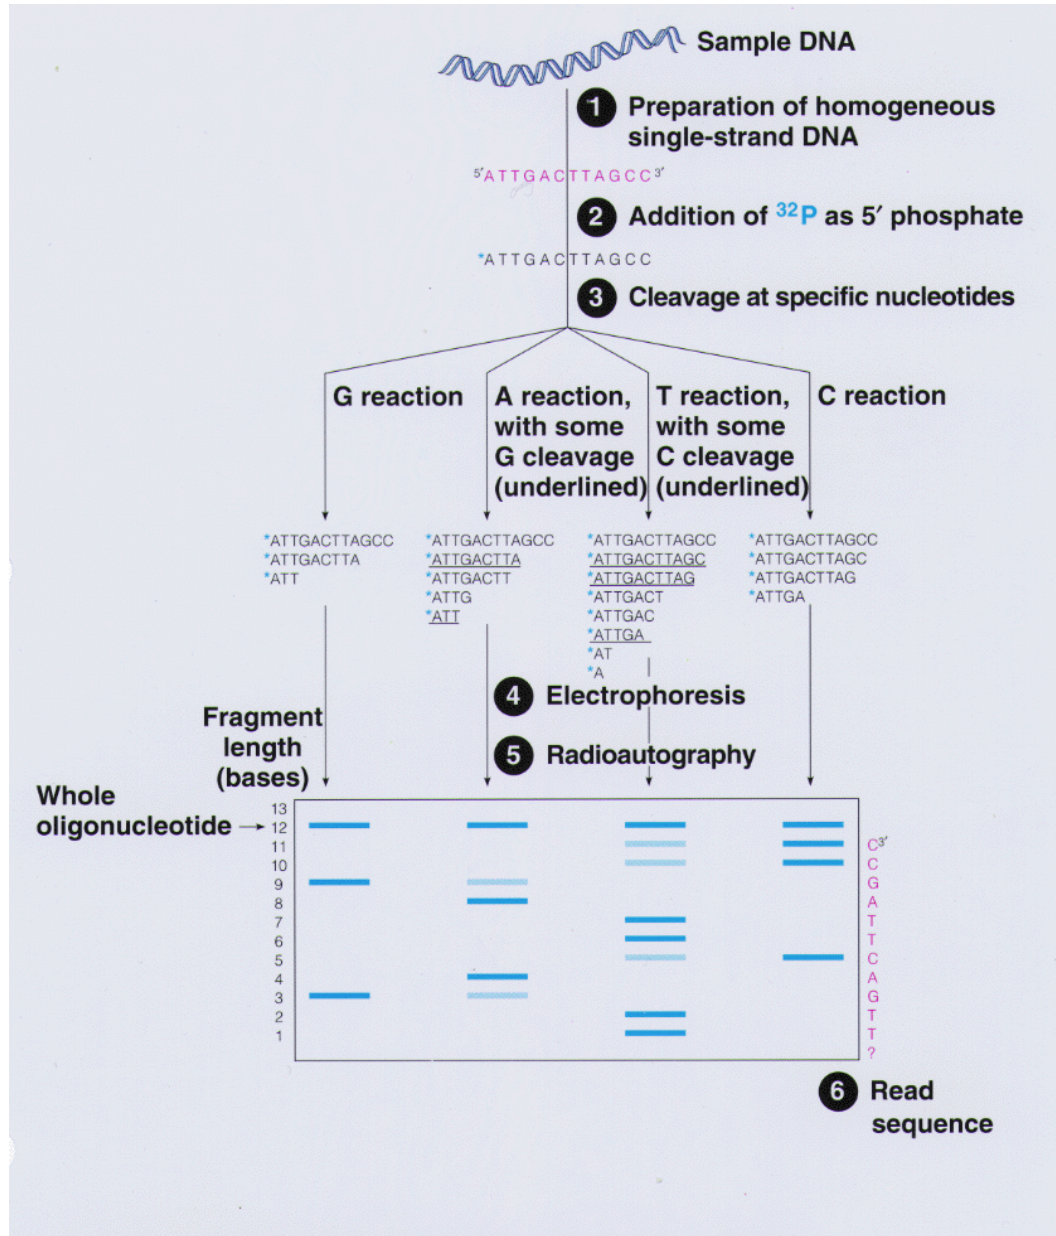 Sample DNA
1 Preparation of homogeneous
single-strand DNA
5′ATTGACTTAGCC3′
2 Addition of 32P as 5′ phosphate
*ATTGACTTAGCC
3 Cleavage at specific nucleotides
G reaction
A reaction,
with some
G cleavage
(underlined)
T reaction,
with some
C cleavage
(underlined)
C reaction
*ATTGACTTAGCC
*ATTGACTTA
*ATT
*ATTGACTTAGCC
*ATTGACTTA
*ATTGACTT
*ATTG
*ATT
*ATTGACTTAGCC
*ATTGACTTAGC
*ATTGACTTAG
*ATTGACT
*ATTGAC
*ATTGA
*AT
*A
*ATTGACTTAGCC
*ATTGACTTAGC
*ATTGACTTAG
*ATTGA
4 Electrophoresis
5 Radioautography
Fragment
length
(bases)
Whole
oligonucleotide
13
12
11
10
9
8
7
6
5
4
3
2
1
C3′
C
G
A
T
T
C
A
G
T
T
?
6 Read
sequence